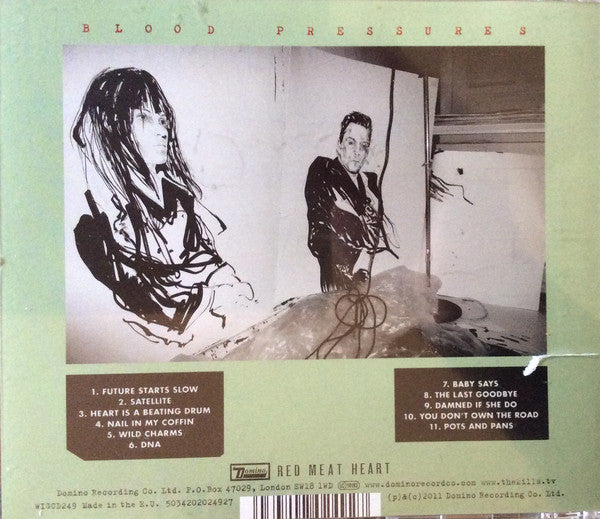 BLOOD PRESSURES
1. FUTURE STARTS SLOW
2. SATELLITE
3. HEART IS A BEATING DRUM
4. NAIL IN MY COFFIN
5. WILD CHARMS
6. DNA
7. BABY SAYS
8. THE LAST GOODBYE
9. DAMNED IF SHE DO
10. YOU DON'T OWN THE ROAD
11. POTS AND PANS
Domino RED MEAT HEART
Domino Recording Co. Ltd. P.O.Box 47029, London SW18 1WD www.dominorecordco.com www.thekills.tv
WIGCD249 Made in the E.U. 5034202024927 (p)&(c)2011 Domino Recording Co. Ltd.